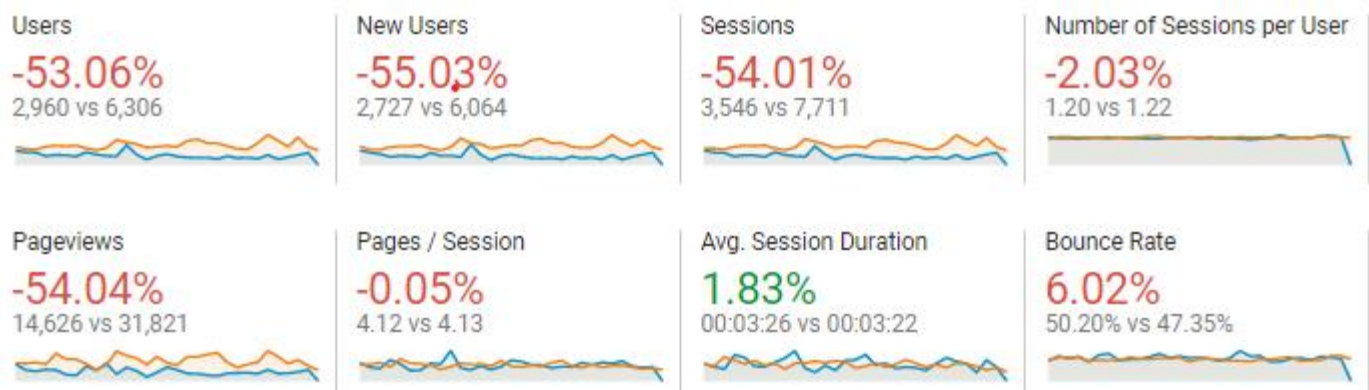 Users
-53.06%
2,960 vs 6,306
New Users
-55.03%
2,727 vs 6,064
Sessions
-54.01%
3,546 vs 7,711
Number of Sessions per User
-2.03%
1.20 vs 1.22
Pageviews
-54.04%
14,626 vs 31,821
Pages / Session
-0.05%
4.12 vs 4.13
Avg. Session Duration
1.83%
00:03:26 vs 00:03:22
Bounce Rate
6.02%
50.20% vs 47.35%